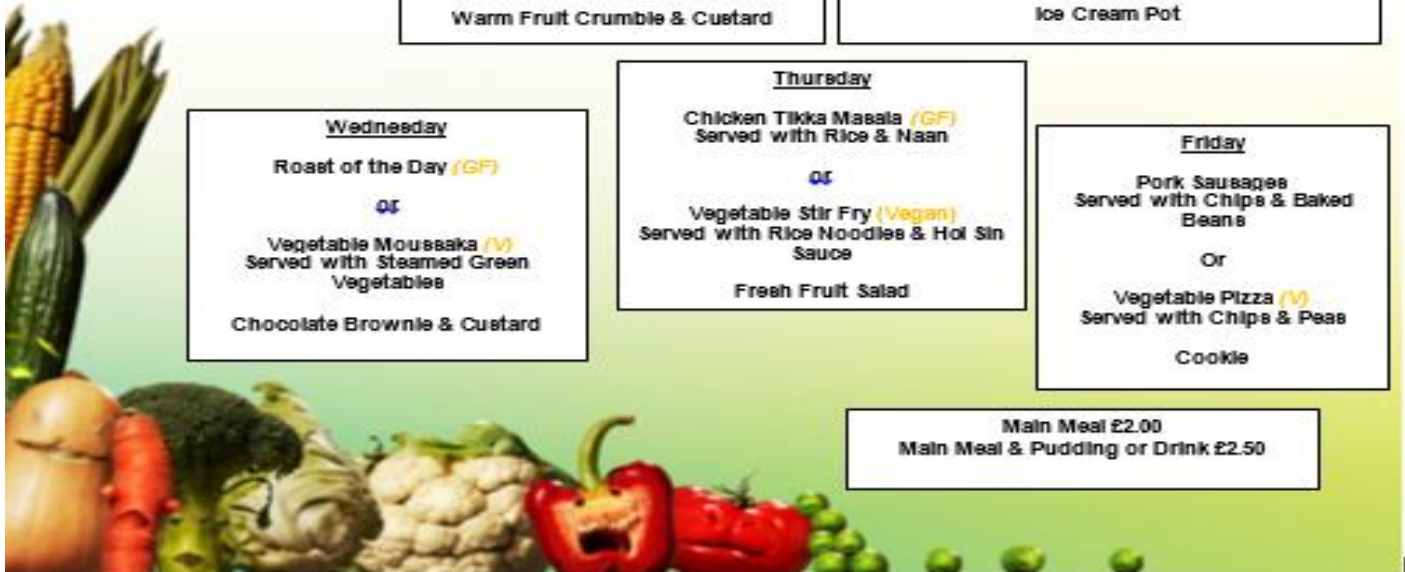 Warm Fruit Crumble & Custard
Ice Cream Pot
Wednesday
Roast of the Day (GF)
or
Vegetable Moussaka (V)
Served with Steamed Green
Vegetables
Chocolate Brownie & Custard
Thursday
Chicken Tikka Masala (GF)
Served with Rice & Naan
or
Vegetable Stir Fry (Vegan)
Served with Rice Noodles & Hoi Sin
Sauce
Fresh Fruit Salad
Friday
Pork Sausages
Served with Chips & Baked
Beans
Or
Vegetable Pizza (V)
Served with Chips & Peas
Cookie
Main Meal £2.00
Main Meal & Pudding or Drink £2.50